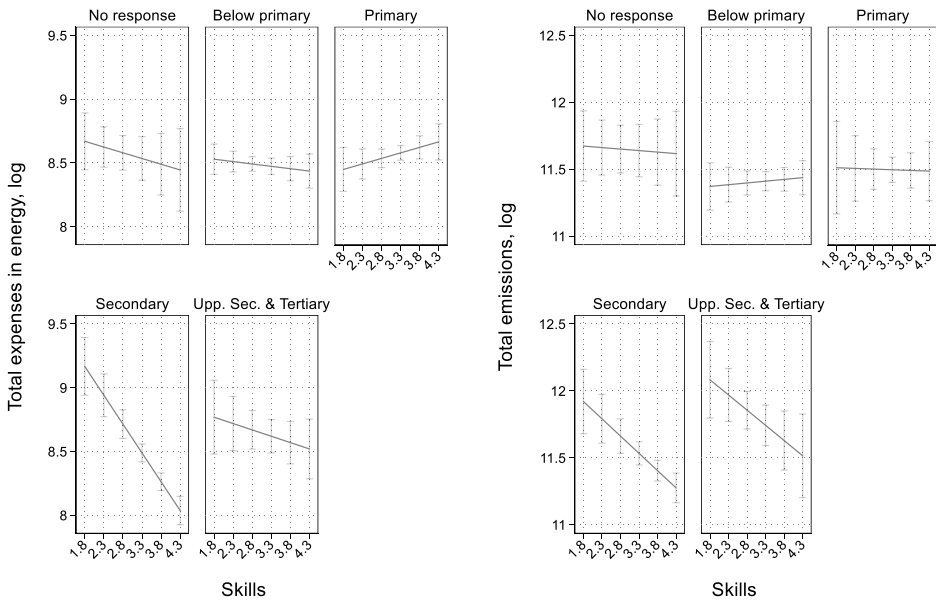 No response Below primary Primary
9.5
9
8.5
8
1.8 2.3 2.8 3.3 3.8 4.3
Secondary Upp. Sec. & Tertiary
9.5
9
8.5
8
1.8 2.3 2.8 3.3 3.8 4.3 1.8 2.3 2.8 3.3 3.8 4.3
Total expenses in energy, log
Skills
No response Below primary Primary
12.5
12
11.5
11
1.8 2.3 2.8 3.3 3.8 4.3
Secondary Upp. Sec. & Tertiary
12.5
12
11.5
11
1.8 2.3 2.8 3.3 3.8 4.3 1.8 2.3 2.8 3.3 3.8 4.3
Total emissions, log
Skills